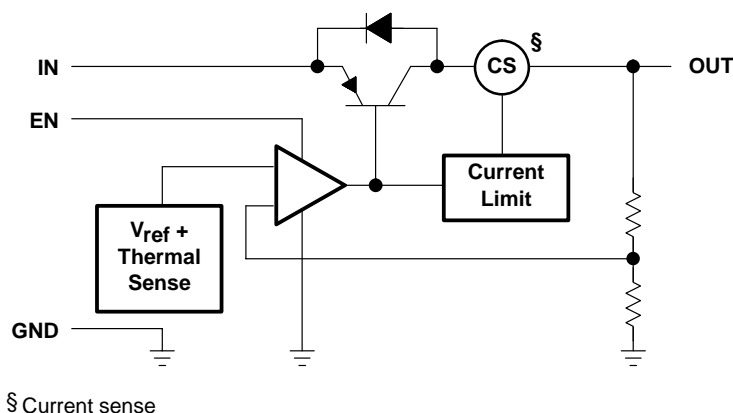 §
IN
CS
OUT
EN
Current
Limit
Vref +
Thermal
Sense
GND
§ Current sense